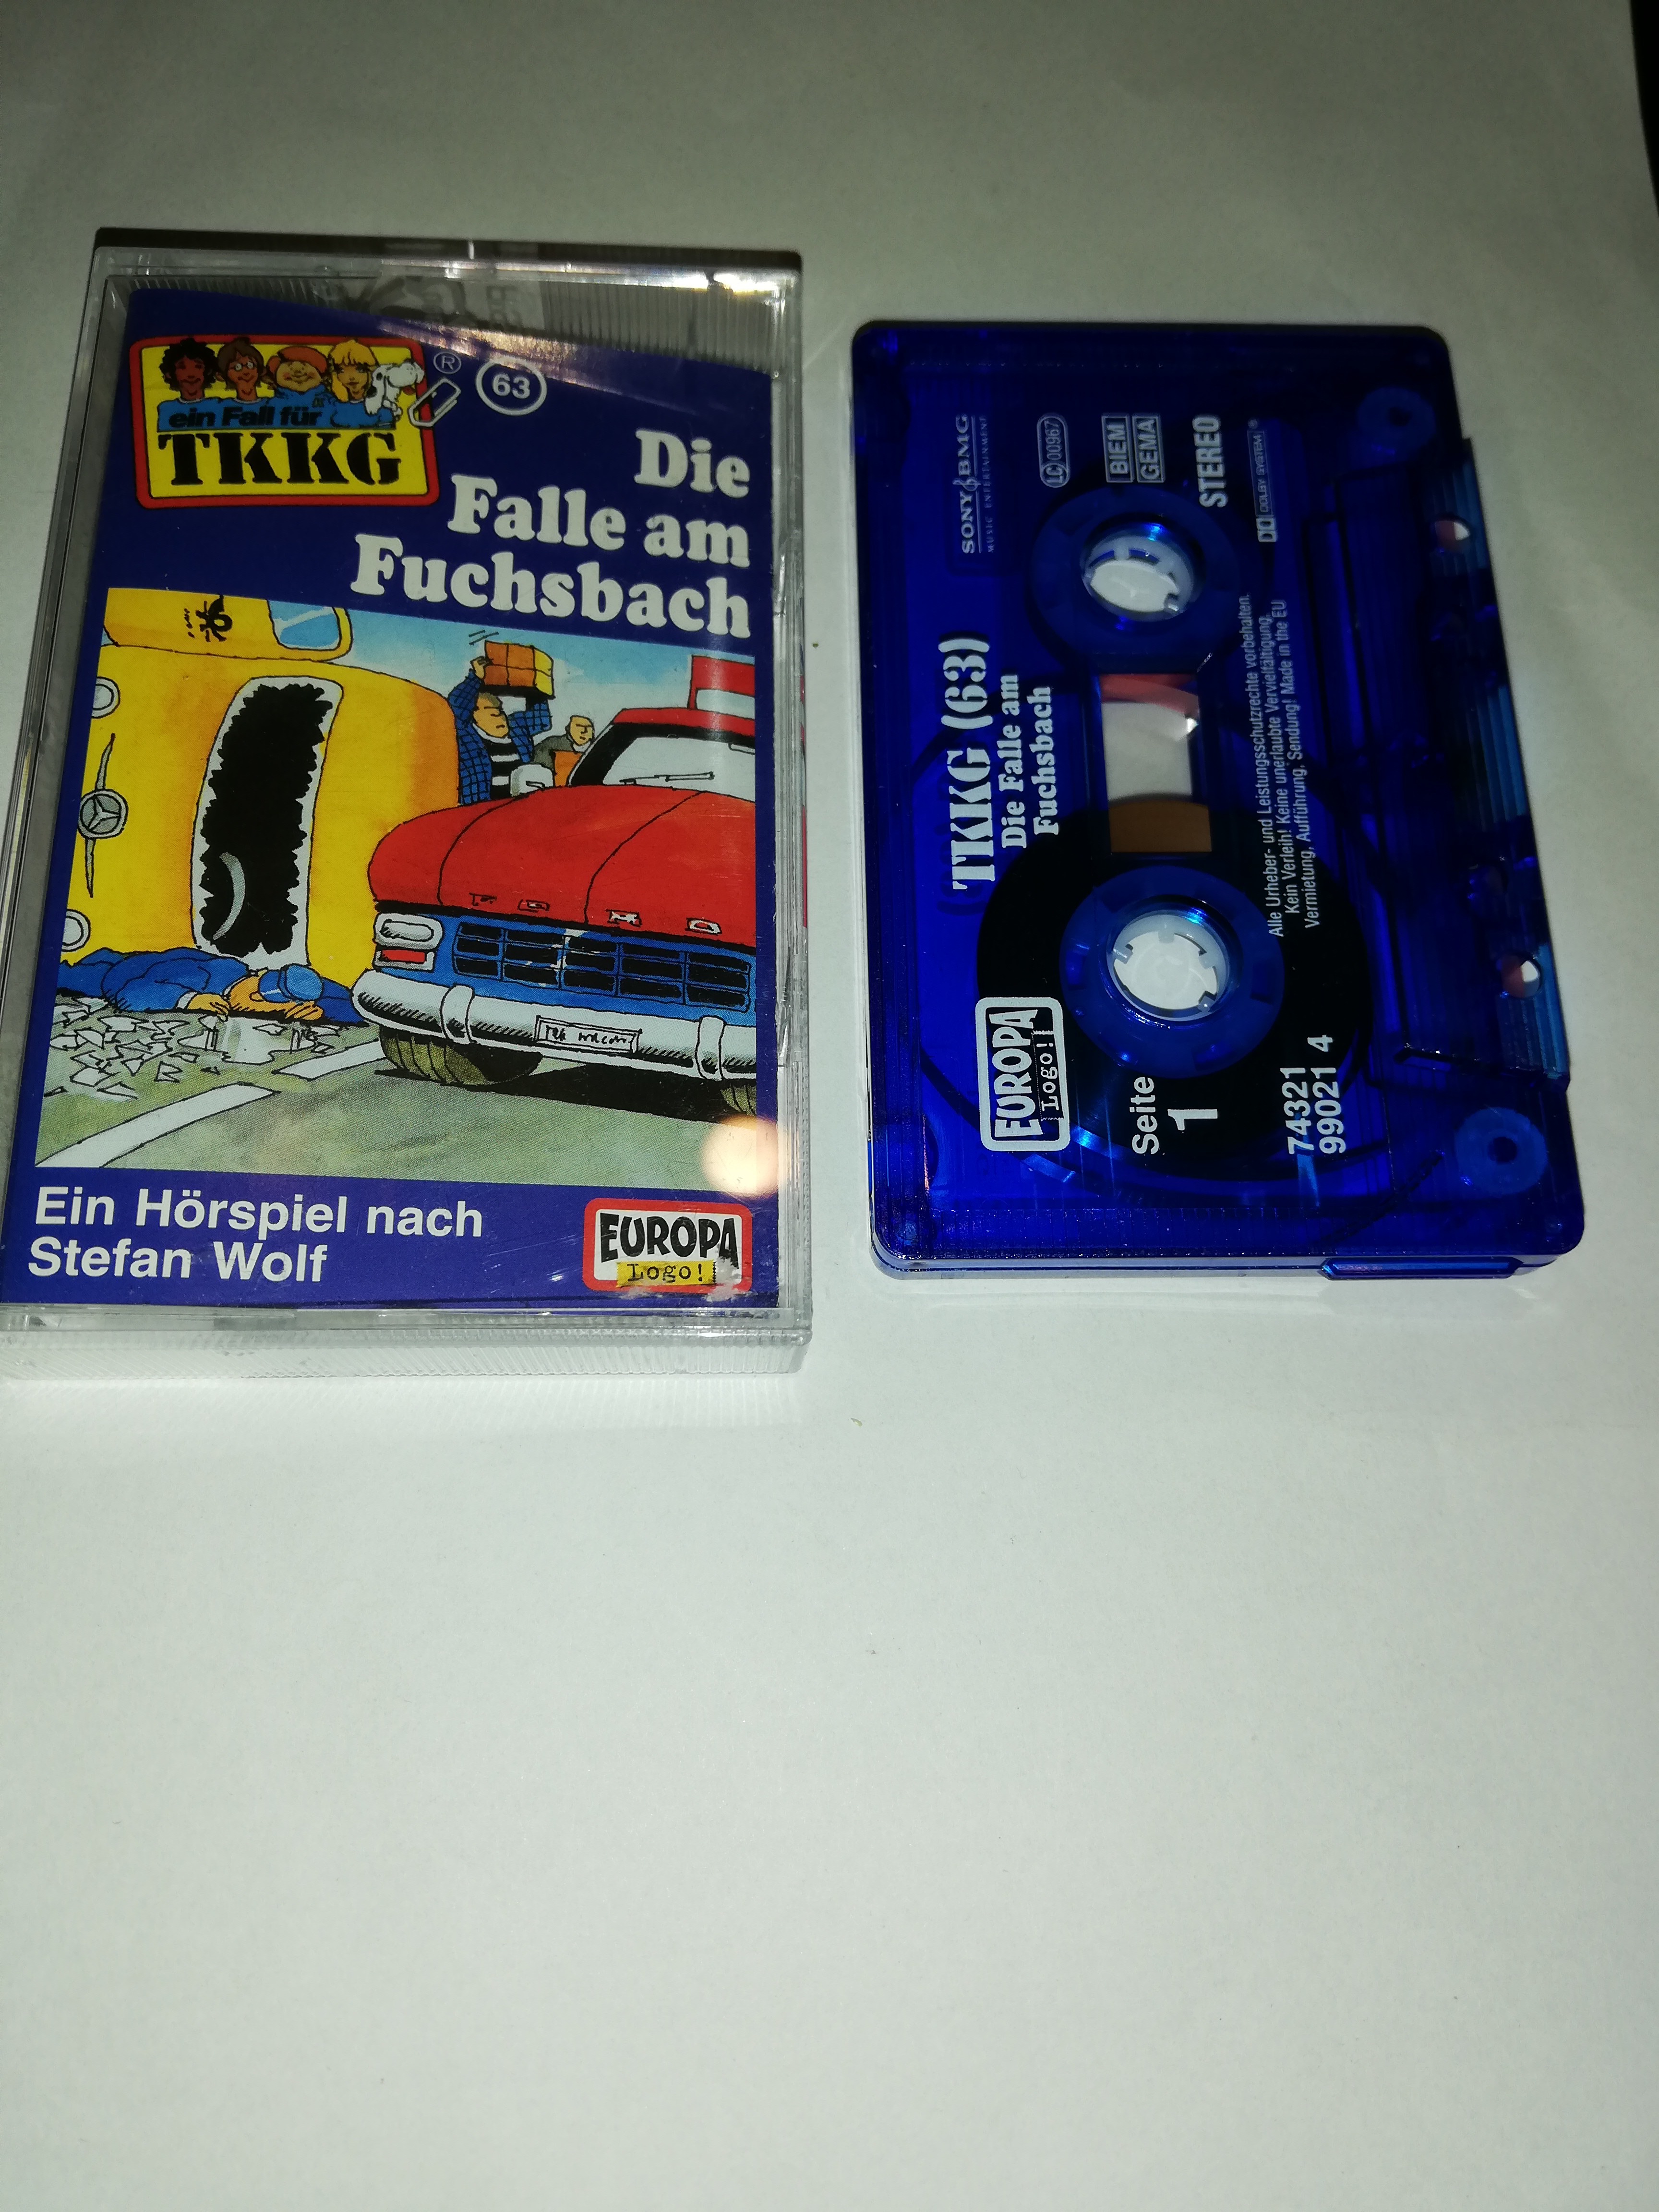 ein Fall für
TKKG
®
63
Die
Falle am
Fuchsbach
FORD
Ein Hörspiel nach
Stefan Wolf
EUROPA
Logo!
TKKG (63)
Die Falle am
Fuchsbach
EUROPA
Logo!
Seite
1
SONY BMG
MUSIC ENTERTAINMENT
LC 00967
BIEM
GEMA
STEREO
DOLBY SYSTEM®
Alle Urheber- und Leistungsschutzrechte vorbehalten.
Kein Verleih! Keine unerlaubte Vervielfältigung,
Vermietung, Aufführung, Sendung! Made in the EU
74321
99021 4